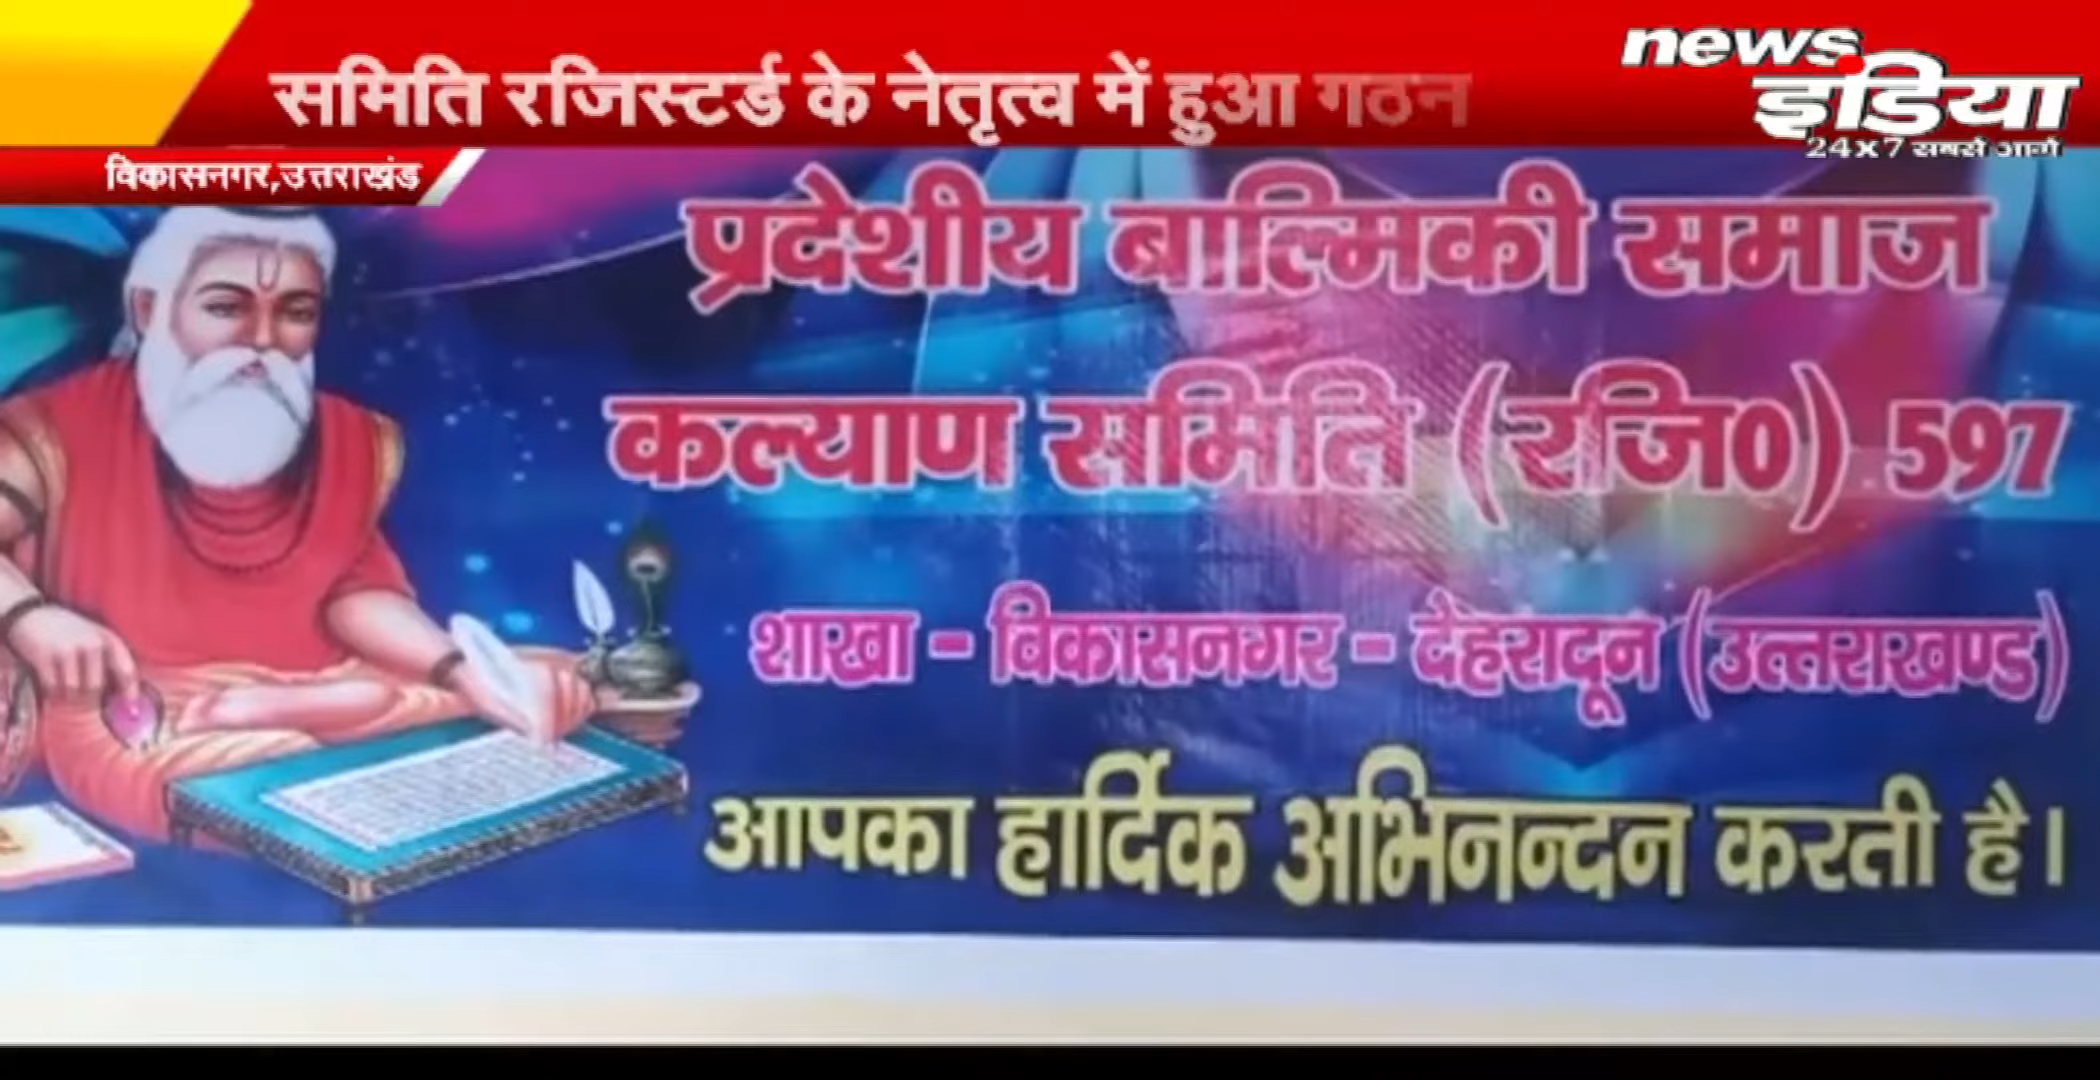 समिति रजिस्टर्ड के नेतृत्व में हुआ गठन
news
इंडिया
24x7 सबसे आगे
विकासनगर,उत्तराखंड
प्रदेशीय बाल्मिकी समाज
कल्याण समिति (रजि0) 597
शाखा - विकासनगर - देहरादून (उत्तराखण्ड)
आपका हार्दिक अभिनन्दन करती है।